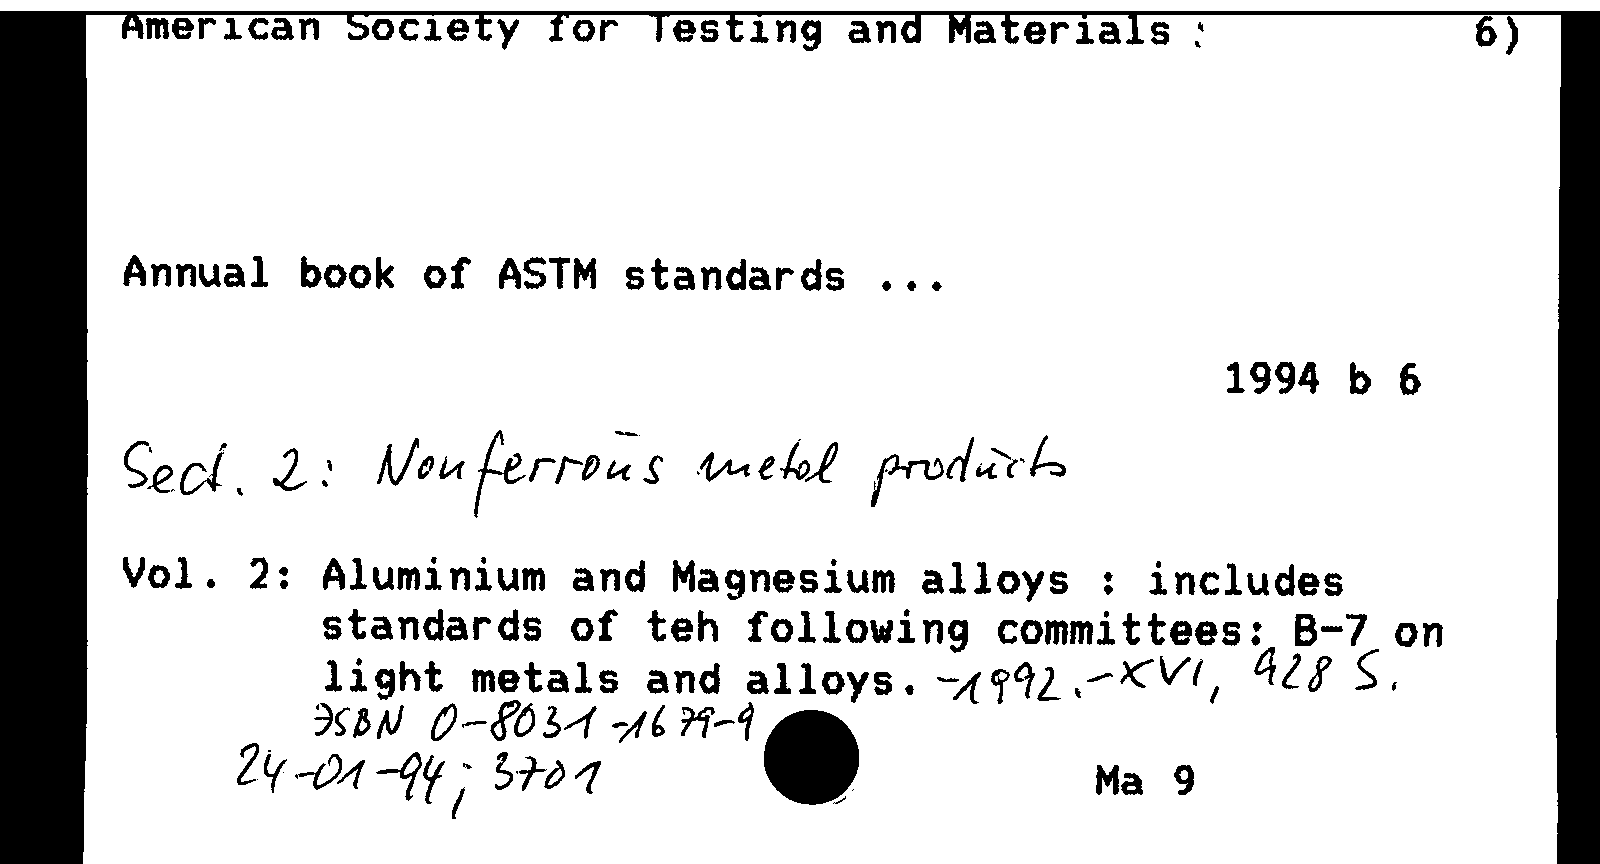 American Society for Testing and Materials : 6)
Annual book of ASTM standards ...
1994 b 6
Sect. 2: Nonferrous metal products
Vol. 2: Aluminium and Magnesium alloys : includes
standards of teh following committees: B-7 on
light metals and alloys. -1992.-XVI, 928 S.
ISBN 0-8031-1679-9
24-01-94; 3701
Ma 9